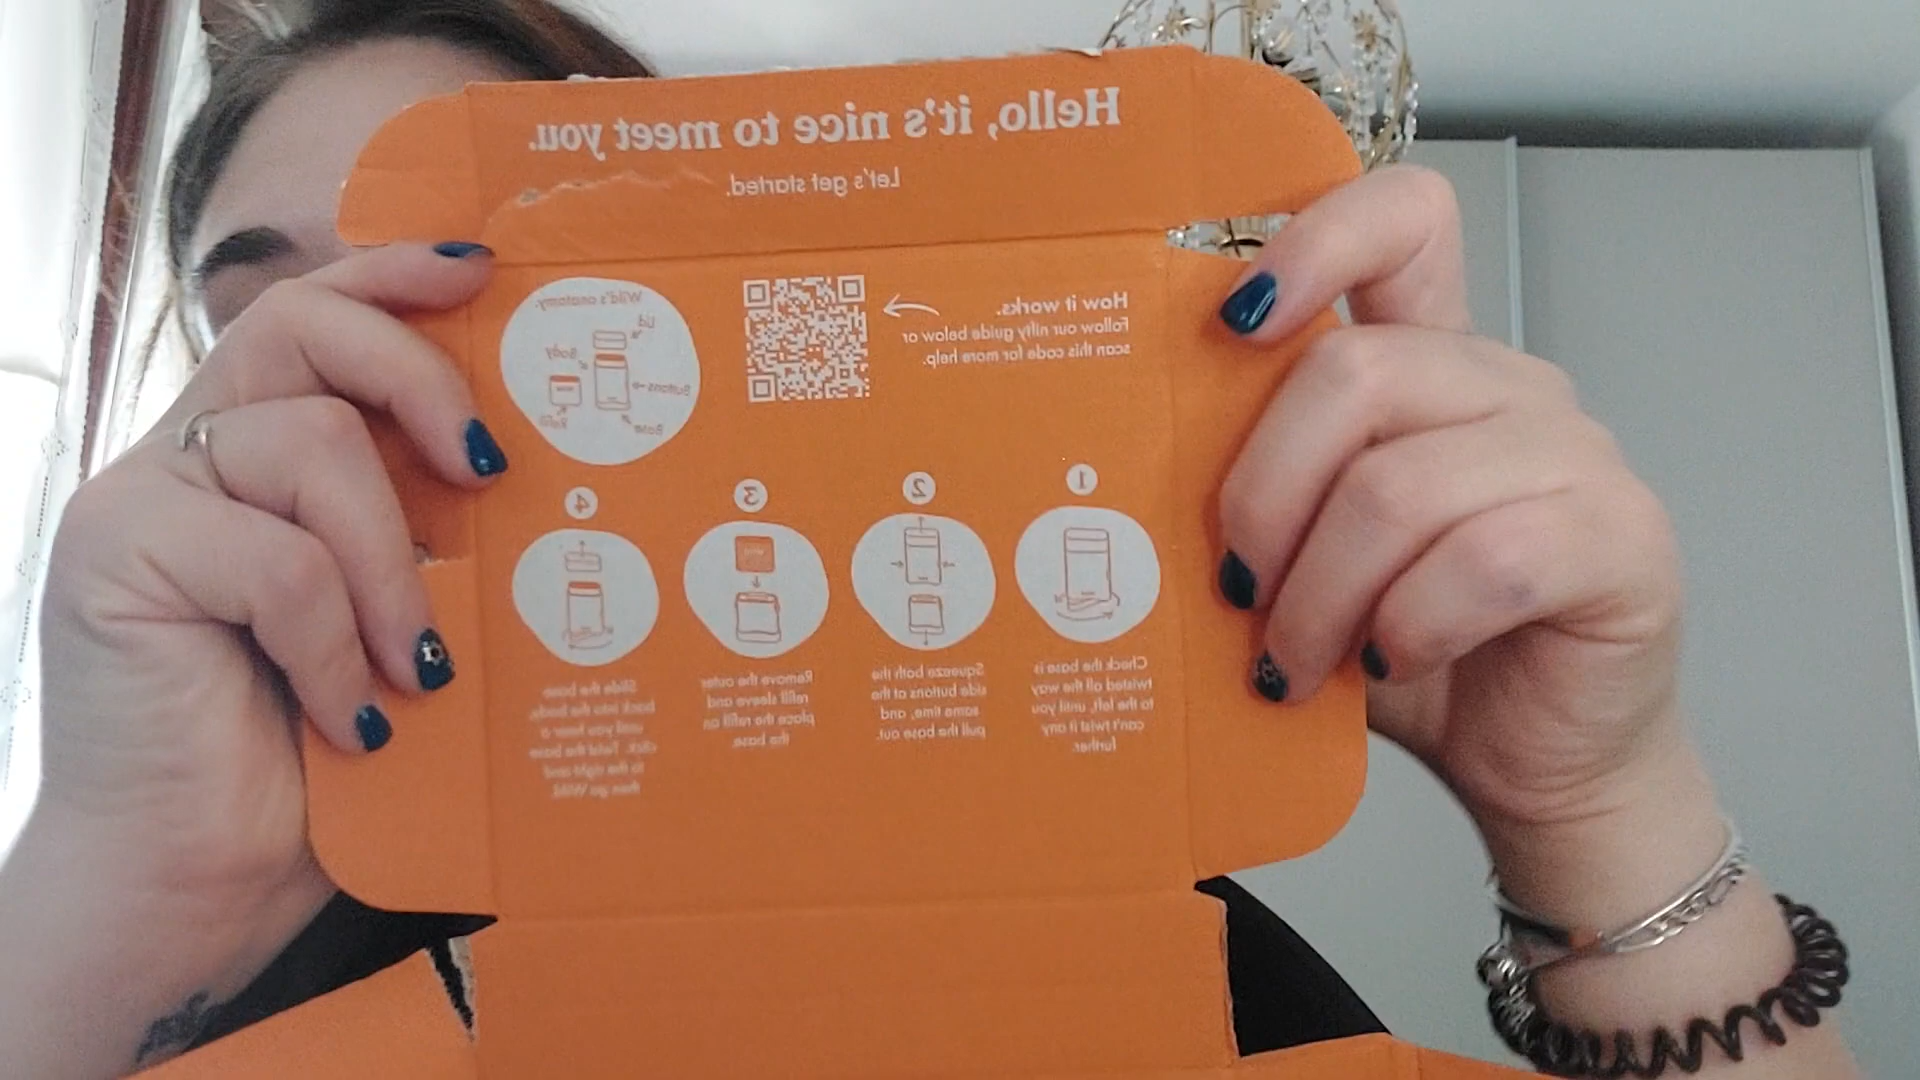 Hello, it's nice to meet you.
Let's get started.
How it works.
Follow our nifty guide below or
scan this code for more help.
Wild's anatomy.
Lid
Body
Buttons
Refill
Base
1
Check the base is
twisted all the way
to the left, until you
can't twist it any
further.
2
Squeeze both the
side buttons at the
same time, and
pull the base out.
3
Remove the outer
refill sleeve and
place the refill on
the base.
4
Slide the base
back into the body,
until you hear a
click. Twist the base
to the right and
then go Wild.